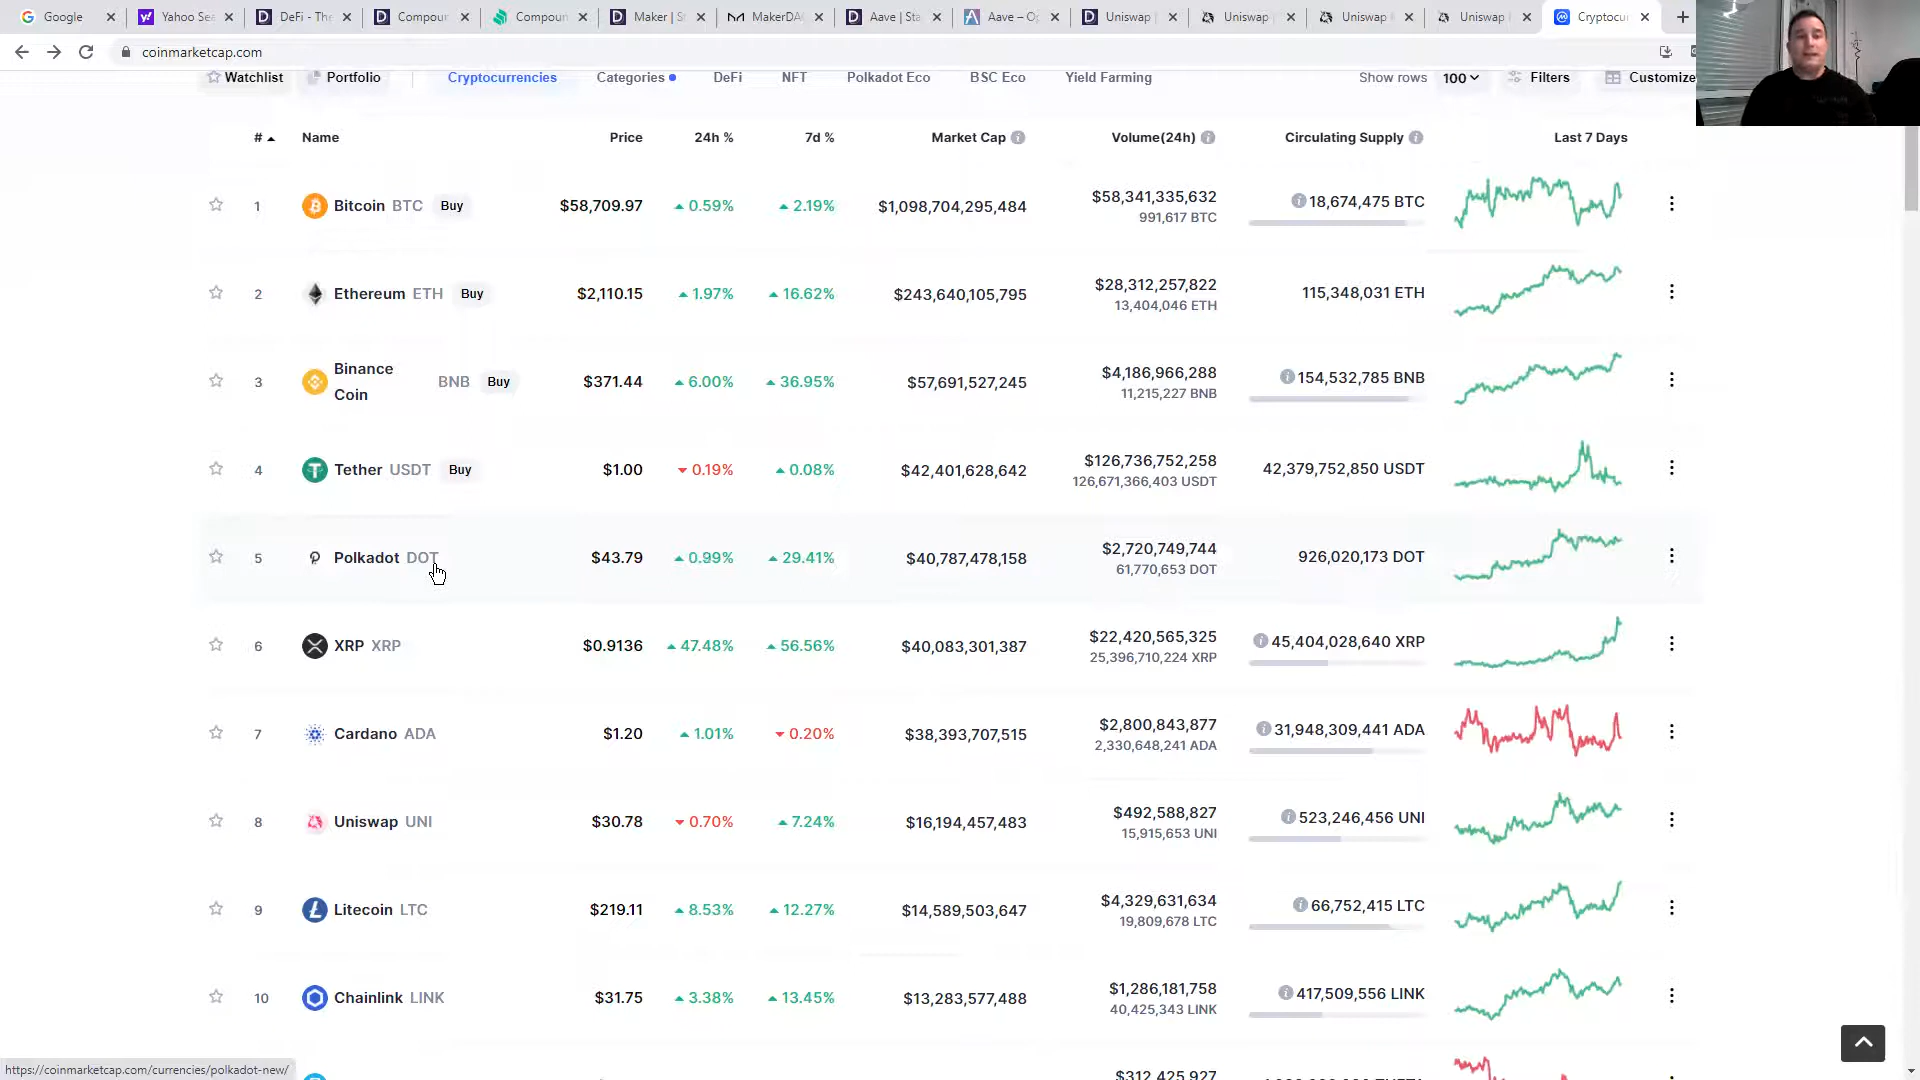 Google
Yahoo Sea
DeFi - The
Compoun
Compoun
Maker | S
MakerDA
Aave | Sta
Aave – O
Uniswap
Uniswap
Uniswap
Uniswap
Cryptocu
coinmarketcap.com
Watchlist Portfolio Cryptocurrencies Categories DeFi NFT Polkadot Eco BSC Eco Yield Farming Show rows 100 Filters Customize
# Name Price 24h % 7d % Market Cap Volume(24h) Circulating Supply Last 7 Days
1 Bitcoin BTC Buy $58,709.97 0.59% 2.19% $1,098,704,295,484 $58,341,335,632 18,674,475 BTC
991,617 BTC
2 Ethereum ETH Buy $2,110.15 1.97% 16.62% $243,640,105,795 $28,312,257,822 115,348,031 ETH
13,404,046 ETH
3 Binance Coin BNB Buy $371.44 6.00% 36.95% $57,691,527,245 $4,186,966,288 154,532,785 BNB
11,215,227 BNB
4 Tether USDT Buy $1.00 0.19% 0.08% $42,401,628,642 $126,736,752,258 42,379,752,850 USDT
126,671,366,403 USDT
5 Polkadot DOT $43.79 0.99% 29.41% $40,787,478,158 $2,720,749,744 926,020,173 DOT
61,770,653 DOT
6 XRP XRP $0.9136 47.48% 56.56% $40,083,301,387 $22,420,565,325 45,404,028,640 XRP
25,396,710,224 XRP
7 Cardano ADA $1.20 1.01% 0.20% $38,393,707,515 $2,800,843,877 31,948,309,441 ADA
2,330,648,241 ADA
8 Uniswap UNI $30.78 0.70% 7.24% $16,194,457,483 $492,588,827 523,246,456 UNI
15,915,653 UNI
9 Litecoin LTC $219.11 8.53% 12.27% $14,589,503,647 $4,329,631,634 66,752,415 LTC
19,809,678 LTC
10 Chainlink LINK $31.75 3.38% 13.45% $13,283,577,488 $1,286,181,758 417,509,556 LINK
40,425,343 LINK
$312,425,927
https://coinmarketcap.com/currencies/polkadot-new/